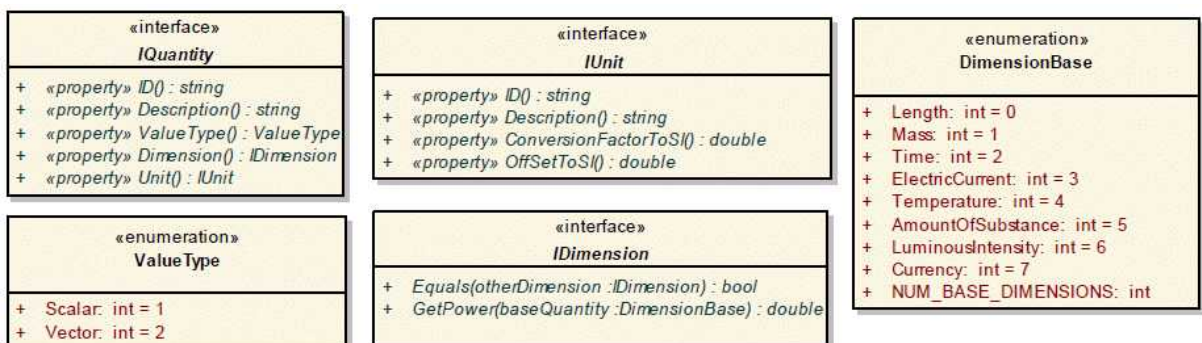 «interface»
IQuantity
+ «property» ID() : string
+ «property» Description() : string
+ «property» ValueType() : ValueType
+ «property» Dimension() : IDimension
+ «property» Unit() : IUnit
«interface»
IUnit
+ «property» ID() : string
+ «property» Description() : string
+ «property» ConversionFactorToSI() : double
+ «property» OffSetToSI() : double
«enumeration»
DimensionBase
+ Length: int = 0
+ Mass: int = 1
+ Time: int = 2
+ ElectricCurrent: int = 3
+ Temperature: int = 4
+ AmountOfSubstance: int = 5
+ LuminousIntensity: int = 6
+ Currency: int = 7
+ NUM_BASE_DIMENSIONS: int
«enumeration»
ValueType
+ Scalar: int = 1
+ Vector: int = 2
«interface»
IDimension
+ Equals(otherDimension :IDimension) : bool
+ GetPower(baseQuantity :DimensionBase) : double